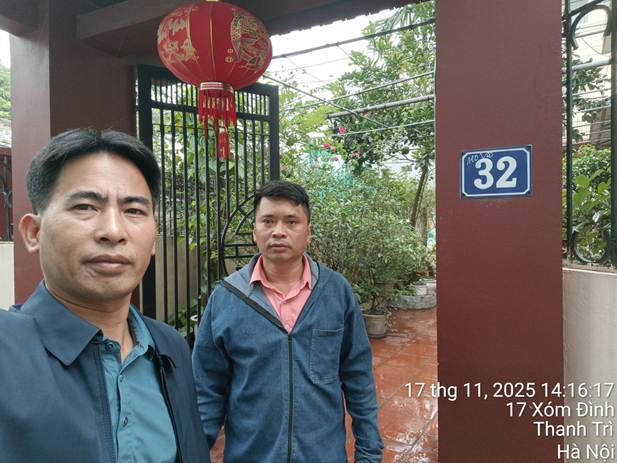 32
17 thg 11, 2025 14:16:17
17 Xóm Đình
Thanh Trì
Hà Nội